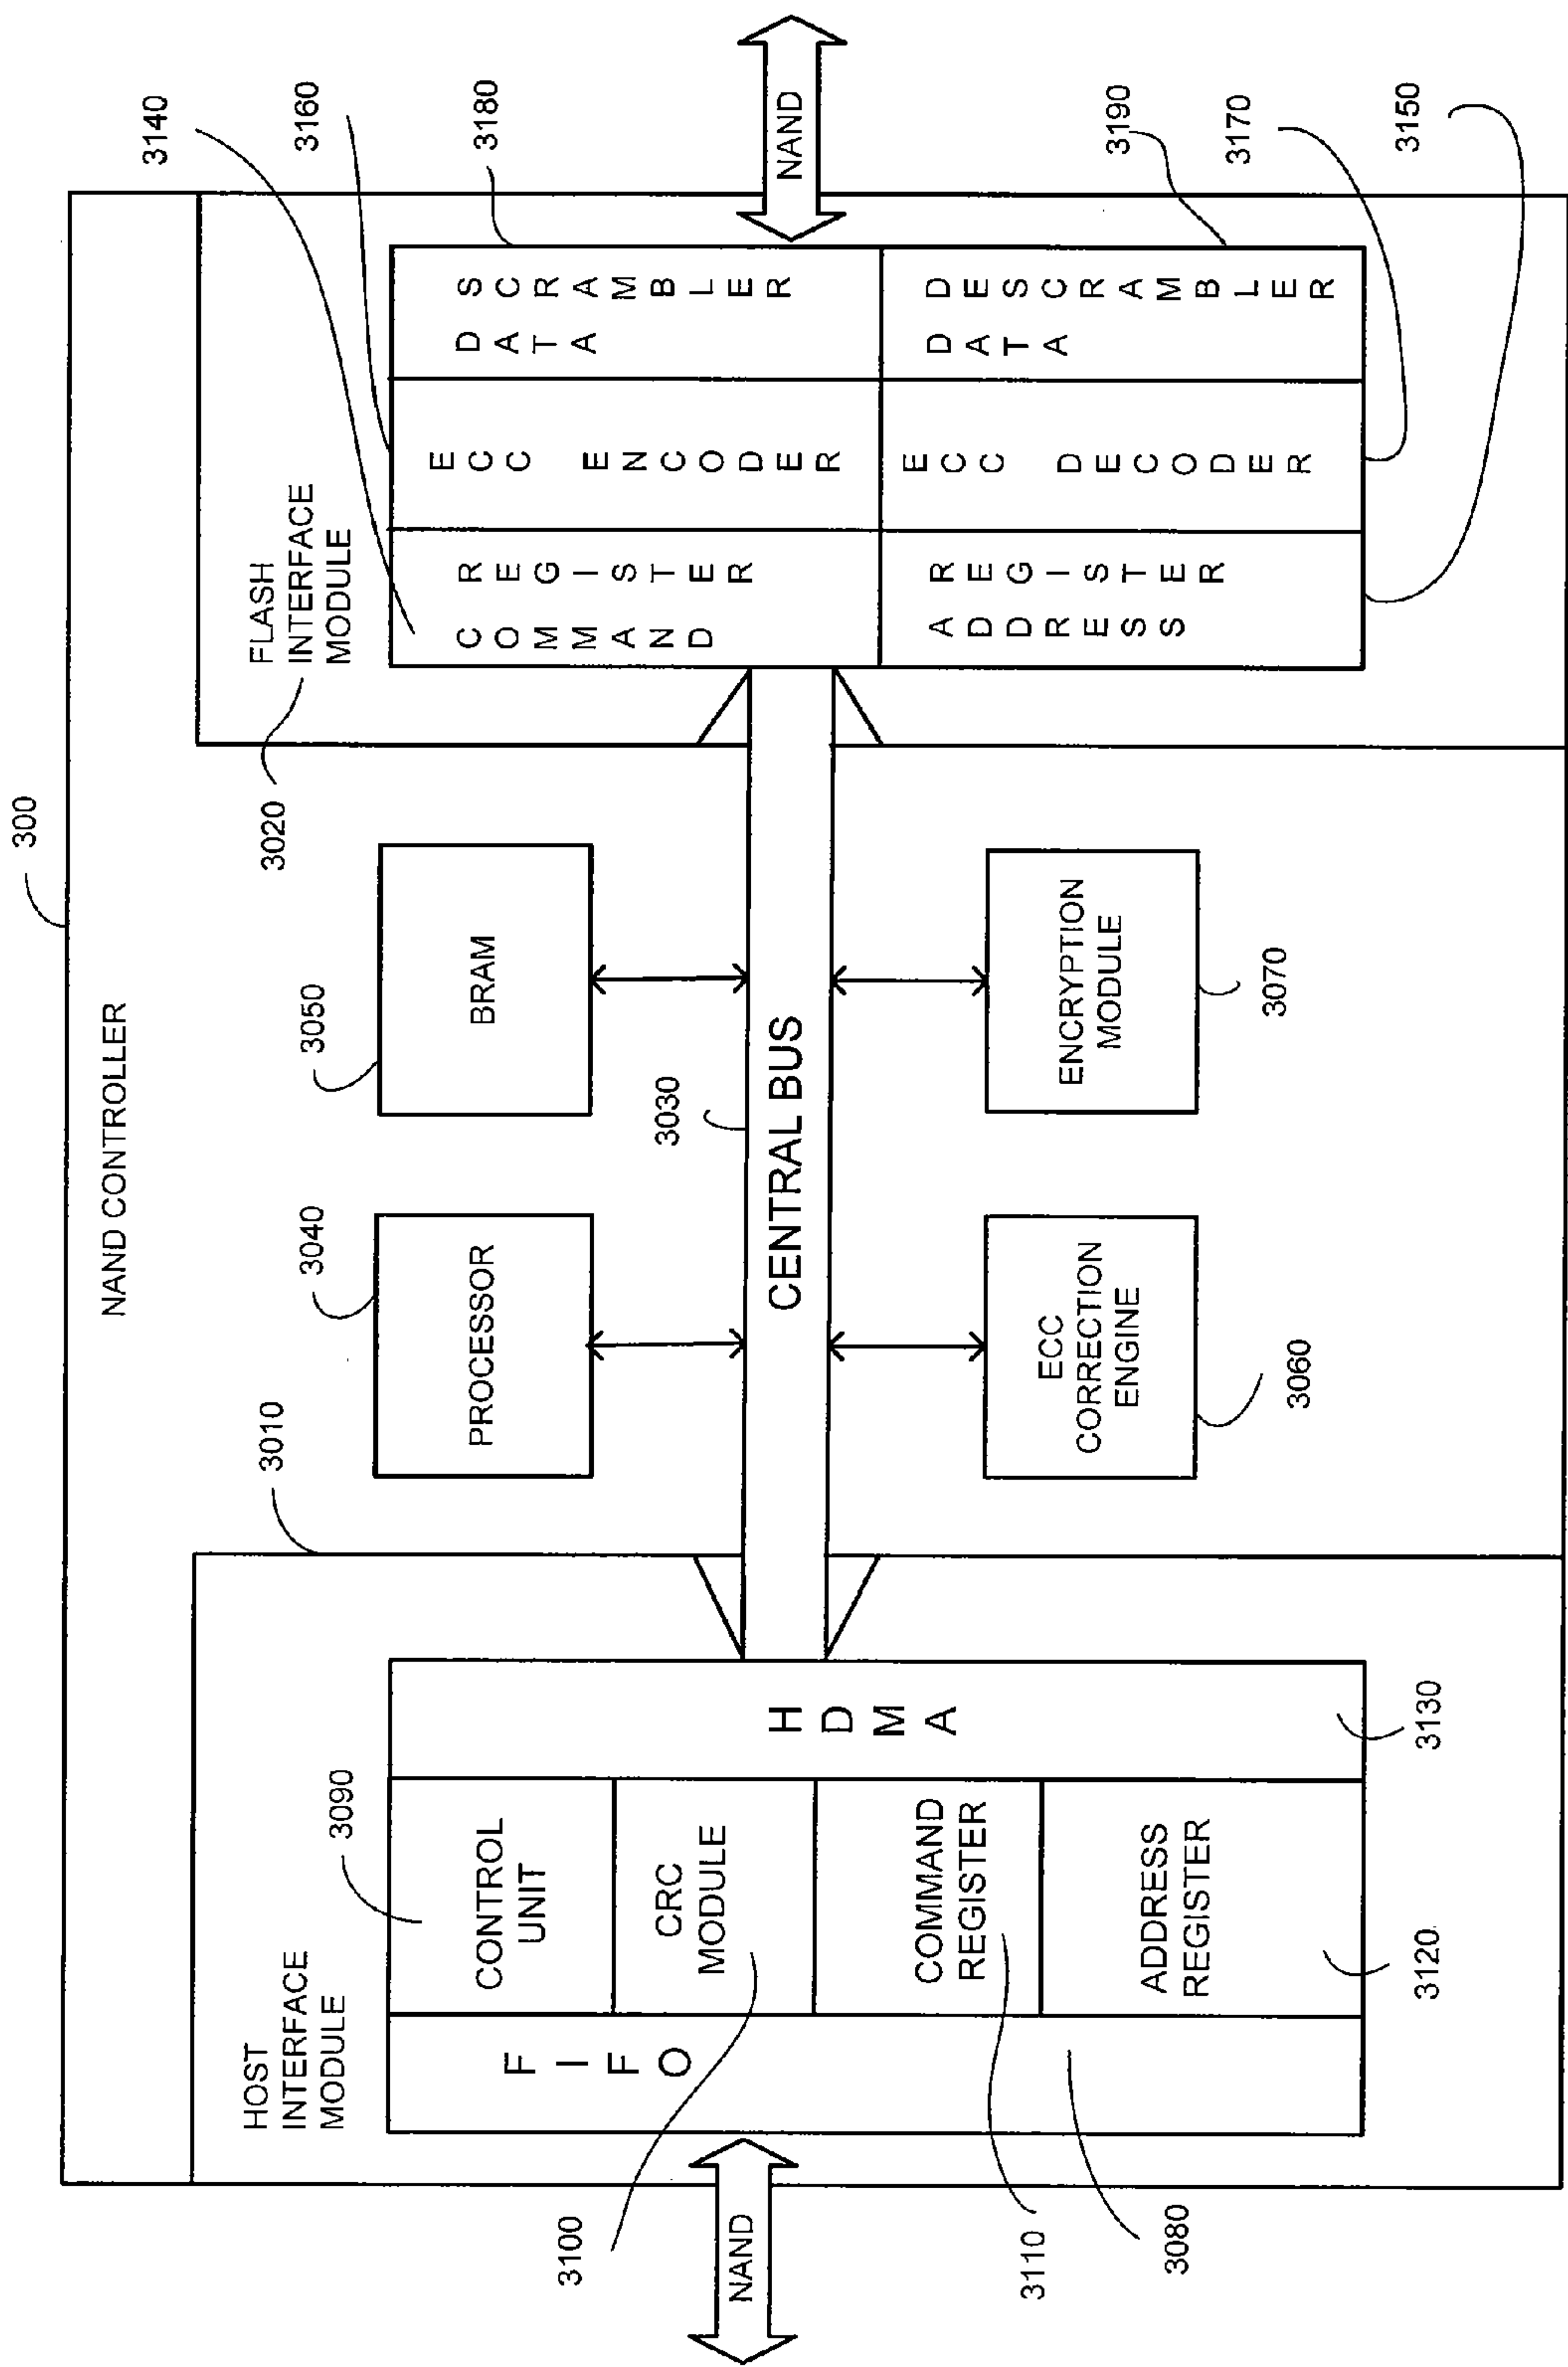 300
NAND CONTROLLER
HOST
INTERFACE
MODULE
3010
FIFO
CONTROL
UNIT
3090
CRC
MODULE
COMMAND
REGISTER
ADDRESS
REGISTER
HDMA
3100
3110
3080
3120
3130
NAND
PROCESSOR
3040
BRAM
3050
CENTRAL BUS
3030
ECC
CORRECTION
ENGINE
3060
ENCRYPTION
MODULE
3070
FLASH
INTERFACE
MODULE
3020
COMMAND
REGISTER
ECC ENCODER
DATA
SCRAMBLER
ADDRESS
REGISTER
ECC DECODER
DATA
DESCRAMBLER
3140
3160
3180
NAND
3190
3170
3150